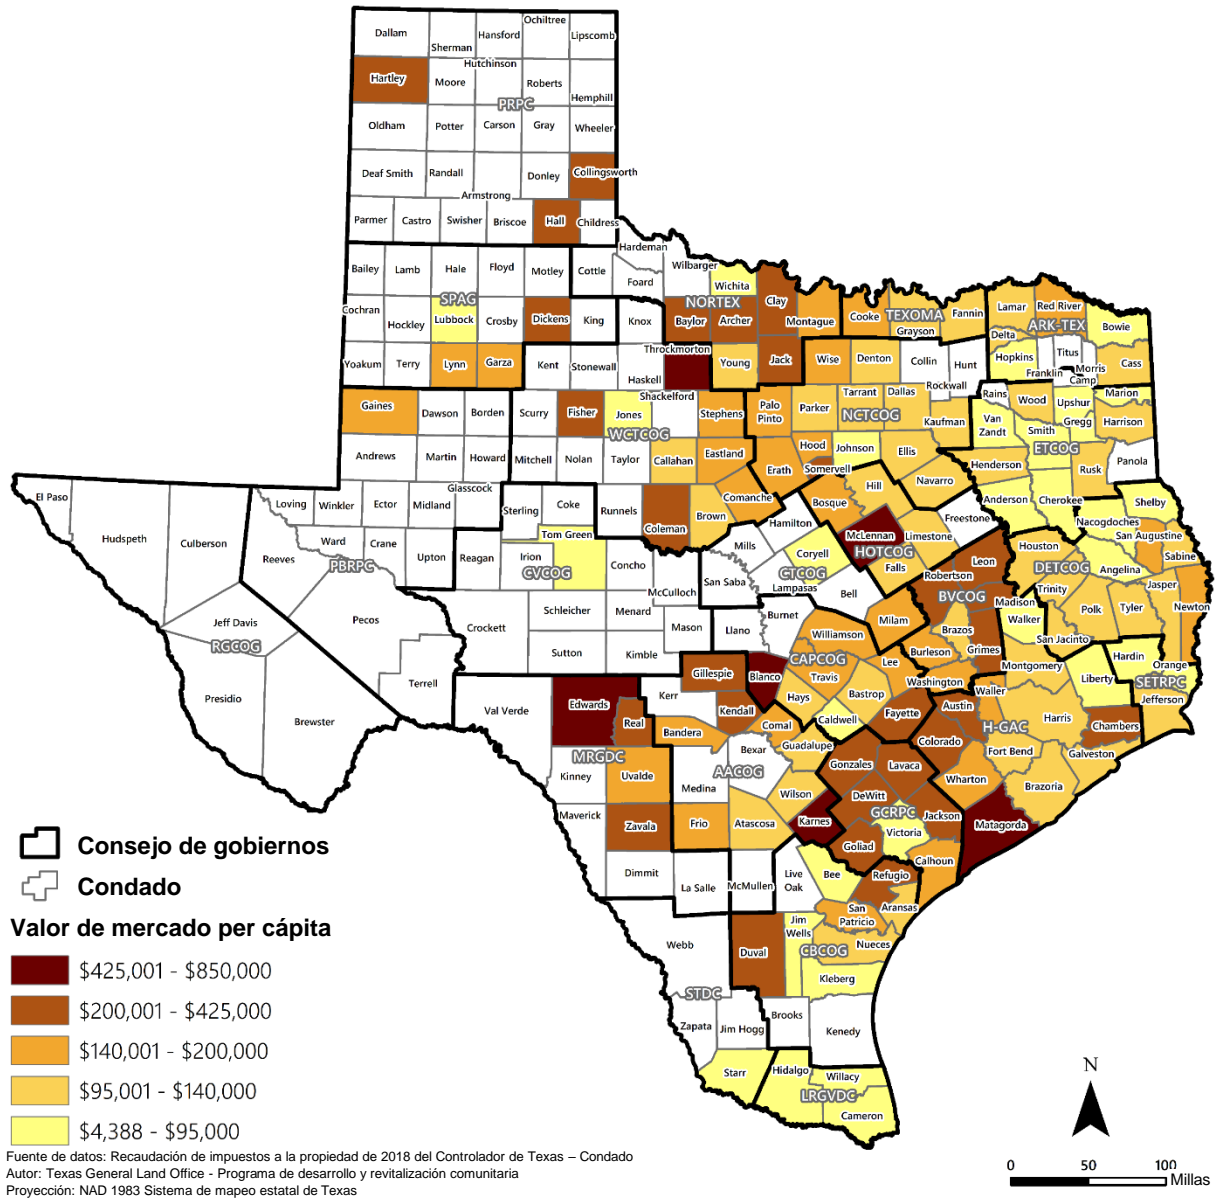 Dallam
Sherman
Hansford
Ochiltree
Lipscomb
Hartley
Moore
Hutchinson
Roberts
Hemphill
PRPC
Oldham
Potter
Carson
Gray
Wheeler
Deaf Smith
Randall
Armstrong
Donley
Collingsworth
Parmer
Castro
Swisher
Briscoe
Hall
Childress
Bailey
Lamb
Hale
Floyd
Motley
Cottle
Hardeman
Foard
Wilbarger
Wichita
SPAG
NORTEX
Cochran
Hockley
Lubbock
Crosby
Dickens
King
Knox
Baylor
Archer
Clay
Montague
Cooke
TEXOMA
Grayson
Fannin
Lamar
Red River
ARK-TEX
Bowie
Delta
Yoakum
Terry
Lynn
Garza
Kent
Stonewall
Haskell
Throckmorton
Young
Jack
Wise
Denton
Collin
Hunt
Rockwall
Hopkins
Titus
Franklin
Morris
Camp
Cass
Gaines
Dawson
Borden
Scurry
Fisher
Jones
Shackelford
Stephens
Palo
Pinto
Parker
Tarrant
Dallas
NCTCOG
Kaufman
Rains
Wood
Upshur
Marion
Van
Zandt
Smith
Gregg
Harrison
WCTCOG
ETCOG
Andrews
Martin
Howard
Mitchell
Nolan
Taylor
Callahan
Eastland
Erath
Hood
Johnson
Somervell
Ellis
Henderson
Rusk
Panola
Navarro
El Paso
Hudspeth
Culberson
Loving
Winkler
Ector
Midland
Glasscock
Sterling
Coke
Runnels
Coleman
Brown
Comanche
Bosque
Hill
Freestone
Anderson
Cherokee
Shelby
Nacogdoches
San Augustine
Sabine
Reeves
Ward
Crane
Upton
Reagan
Irion
Tom Green
Concho
CVCOG
PBRPC
McCulloch
San Saba
Mills
Hamilton
Coryell
CTCOG
Lampasas
McLennan
HOTCOG
Limestone
Falls
Bell
Leon
Robertson
BVCOG
Houston
DETCOG
Angelina
Trinity
Jasper
Newton
Jeff Davis
RGCOG
Pecos
Crockett
Schleicher
Menard
Mason
Sutton
Kimble
Llano
Burnet
Williamson
Milam
Brazos
Madison
Walker
Grimes
Polk
Tyler
San Jacinto
Hardin
Orange
SETRPC
Jefferson
Presidio
Brewster
Terrell
Val Verde
Edwards
Real
Kerr
Gillespie
Kendall
Blanco
CAPCOG
Travis
Hays
Lee
Burleson
Washington
Bastrop
Caldwell
Fayette
Austin
Waller
Montgomery
Liberty
H-GAC
Harris
Chambers
Galveston
Fort Bend
Brazoria
Colorado
Wharton
Matagorda
MRGDC
Kinney
Uvalde
Bandera
Medina
Bexar
AACOG
Comal
Guadalupe
Wilson
Gonzales
Lavaca
DeWitt
GCRPC
Victoria
Jackson
Goliad
Calhoun
Maverick
Zavala
Frio
Atascosa
Karnes
Dimmit
La Salle
McMullen
Live
Oak
Bee
Refugio
San
Patricio
Aransas
Webb
Duval
Jim
Wells
CBCOG
Nueces
Kleberg
STDC
Zapata
Jim Hogg
Brooks
Kenedy
Starr
Hidalgo
Willacy
LRGVDC
Cameron
Consejo de gobiernos
Condado
Valor de mercado per cápita
$425,001 - $850,000
$200,001 - $425,000
$140,001 - $200,000
$95,001 - $140,000
$4,388 - $95,000
Fuente de datos: Recaudación de impuestos a la propiedad de 2018 del Controlador de Texas – Condado
Autor: Texas General Land Office - Programa de desarrollo y revitalización comunitaria
Proyección: NAD 1983 Sistema de mapeo estatal de Texas
N
0 50 100
Millas